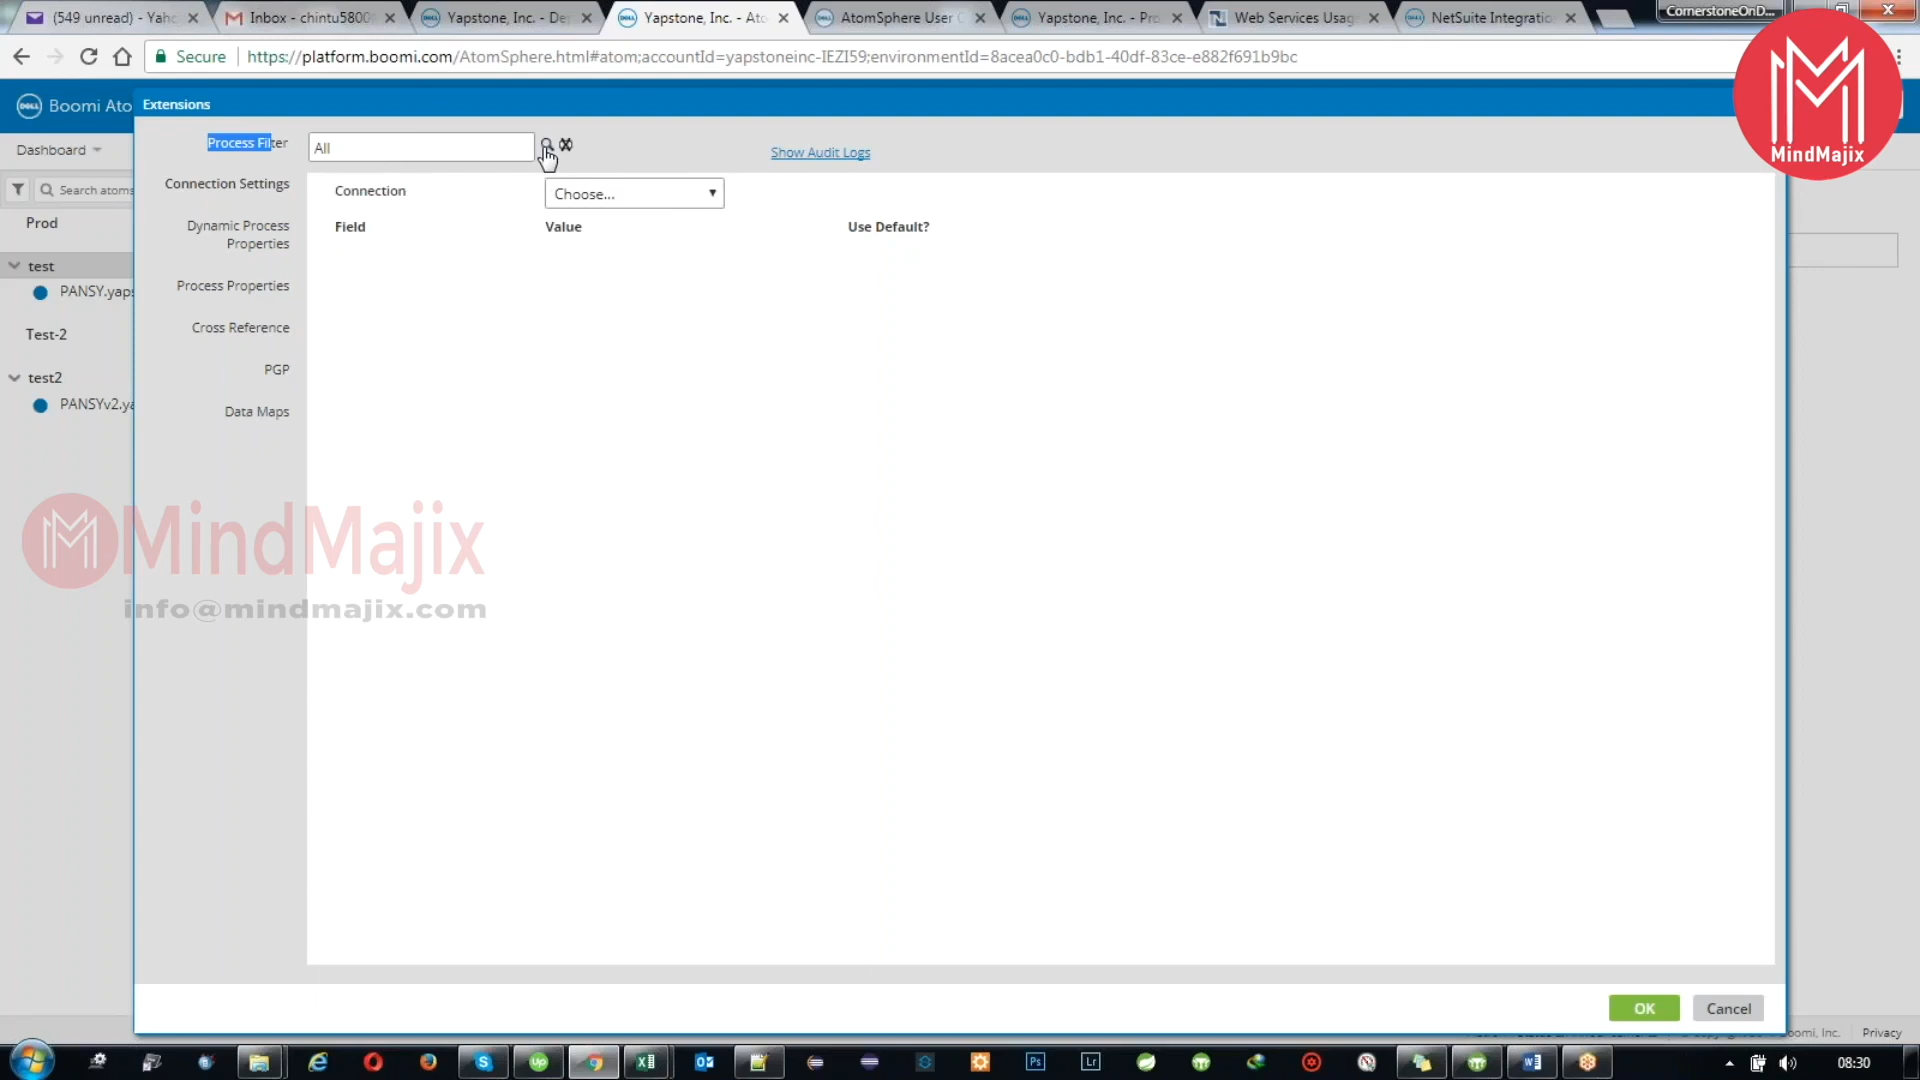 (549 unread) - Yahc
Inbox - chintu5800
Yapstone, Inc. - De
Yapstone, Inc. - Ato
AtomSphere User
Yapstone, Inc. - Pro
Web Services Usag
NetSuite Integratio
CornerstoneOnD...
Secure
https://platform.boomi.com/AtomSphere.html#atom;accountId=yapstoneinc-IEZI59;environmentId=8acea0c0-bdb1-40df-83ce-e882f691b9bc
MindMajix
DELL Boomi Ato
Extensions
Dashboard
Process Filter
All
Show Audit Logs
Search atoms
Connection Settings
Connection
Choose...
Prod
Dynamic Process
Properties
Field
Value
Use Default?
test
PANSY.yaps
Process Properties
Test-2
Cross Reference
test2
PGP
PANSYv2.ya
Data Maps
MindMajix
info@mindmajix.com
OK
Cancel
Privacy
08:30